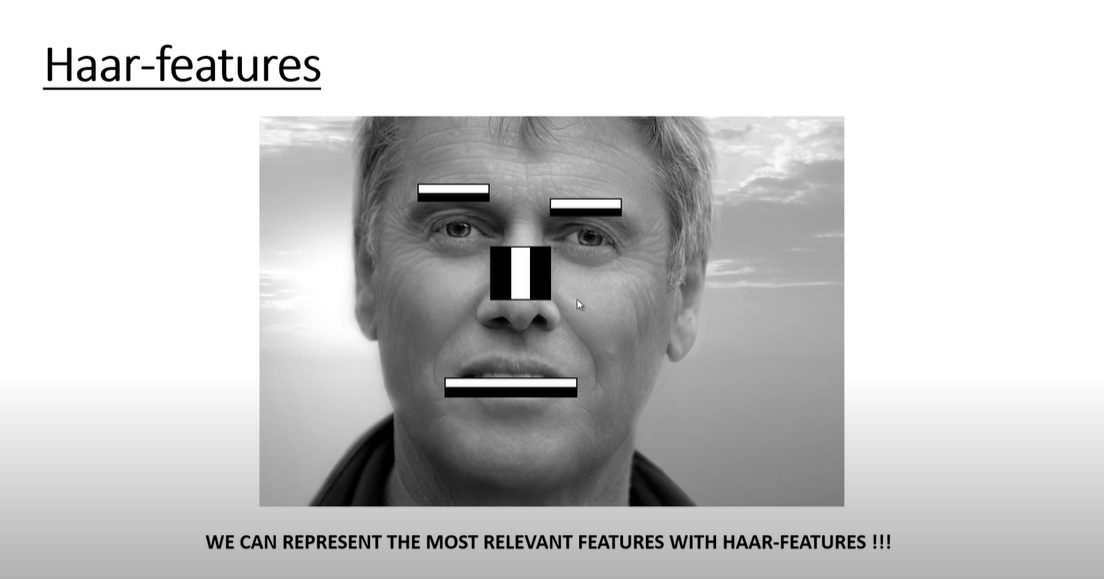 Haar-features
WE CAN REPRESENT THE MOST RELEVANT FEATURES WITH HAAR-FEATURES !!!